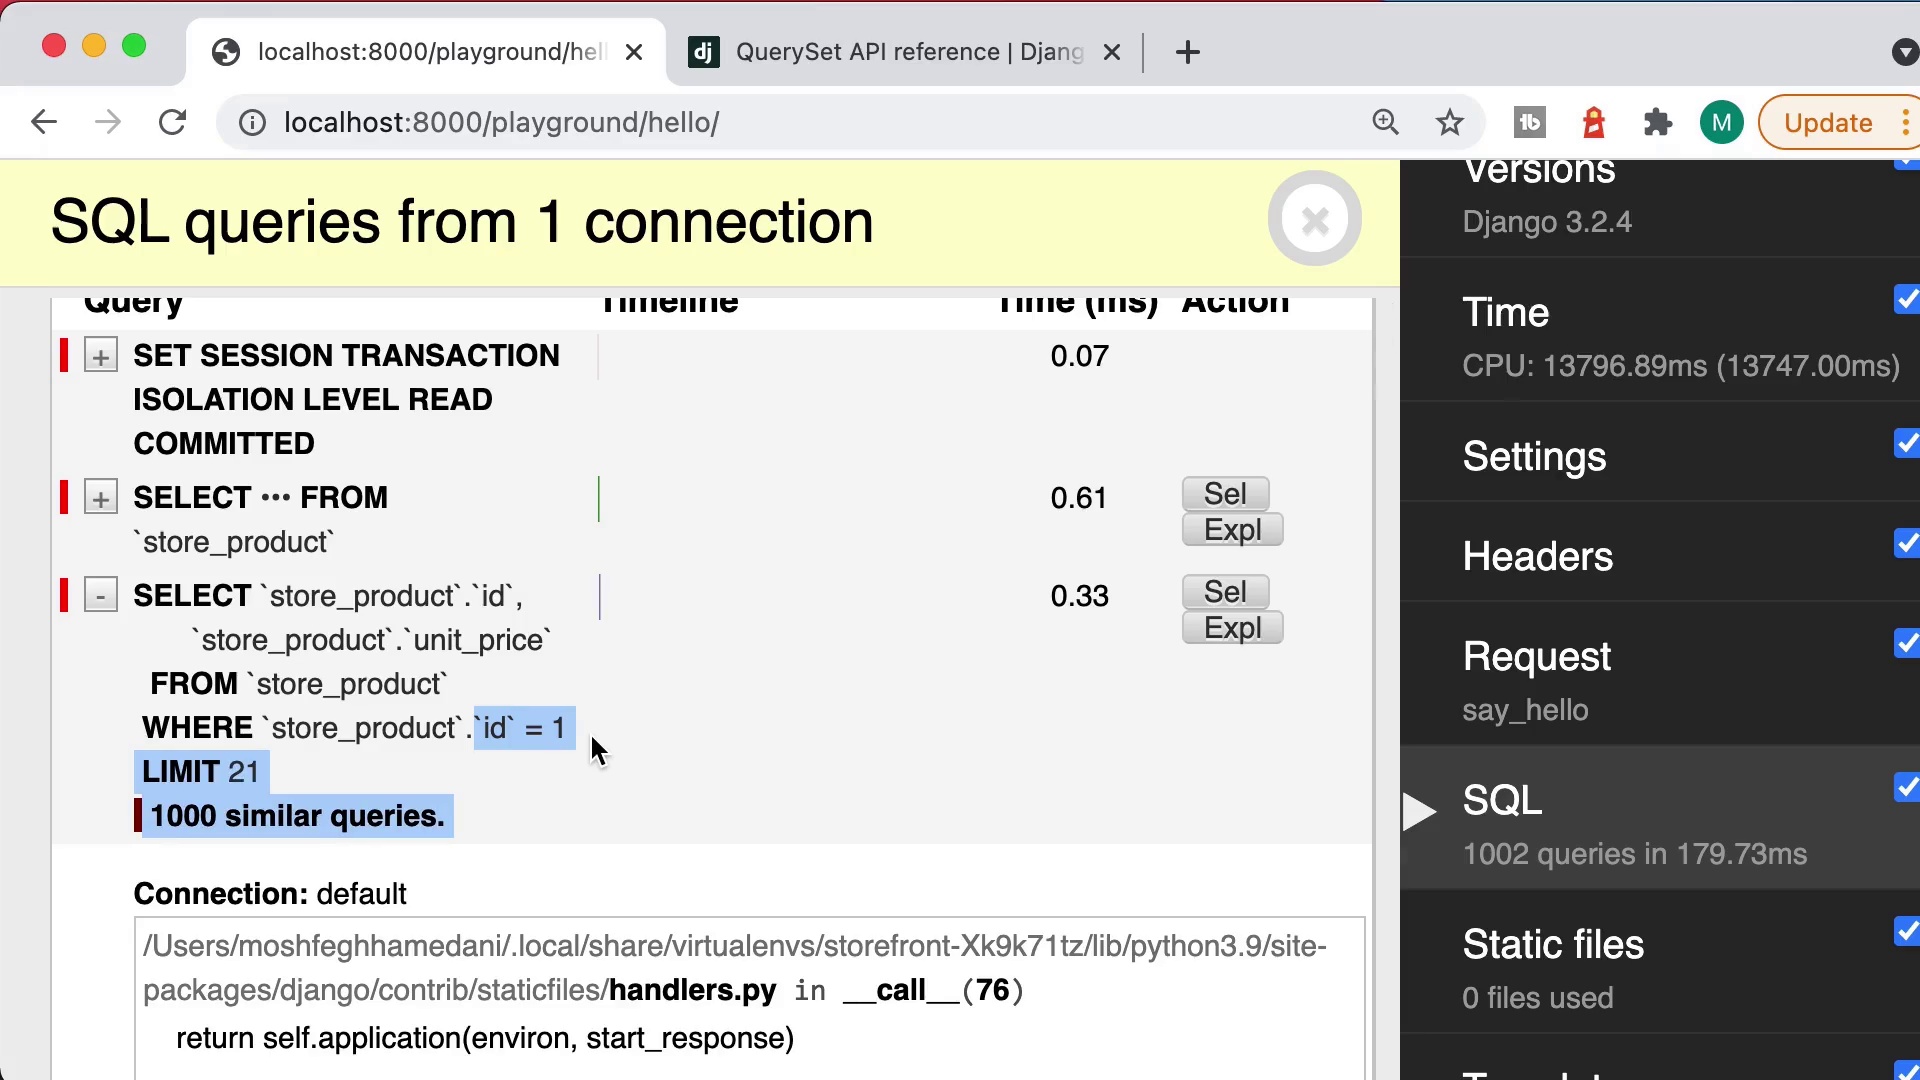 localhost:8000/playground/hel
QuerySet API reference | Djang
localhost:8000/playground/hello/
M
Update
SQL queries from 1 connection
Query Timeline Time (ms) Action
+ SET SESSION TRANSACTION 0.07
ISOLATION LEVEL READ
COMMITTED
+ SELECT ••• FROM 0.61 Sel
`store_product` Expl
- SELECT `store_product`.`id`, 0.33 Sel
`store_product`.`unit_price` Expl
FROM `store_product`
WHERE `store_product`.`id` = 1
LIMIT 21
1000 similar queries.
Connection: default
/Users/moshfeghhamedani/.local/share/virtualenvs/storefront-Xk9k71tz/lib/python3.9/site-
packages/django/contrib/staticfiles/handlers.py in __call__(76)
return self.application(environ, start_response)
Versions
Django 3.2.4
Time
CPU: 13796.89ms (13747.00ms)
Settings
Headers
Request
say_hello
SQL
1002 queries in 179.73ms
Static files
0 files used